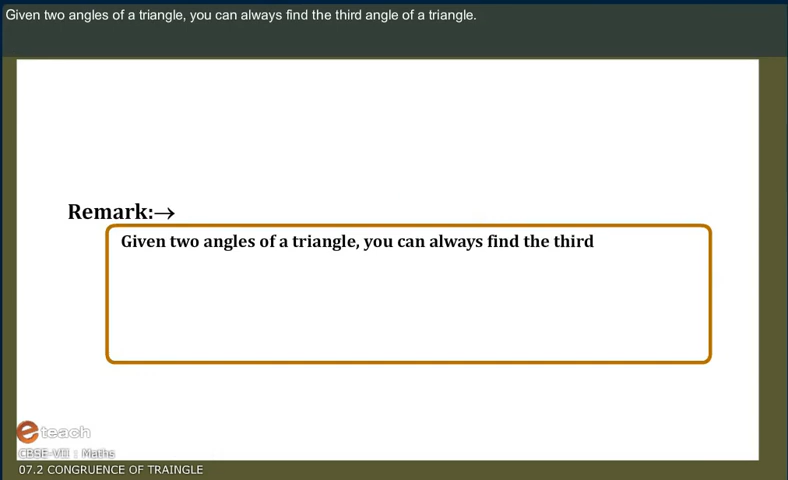 Given two angles of a triangle, you can always find the third angle of a triangle.
Remark:→
Given two angles of a triangle, you can always find the third
eteach
CBSE-VII | Maths
07.2 CONGRUENCE OF TRAINGLE